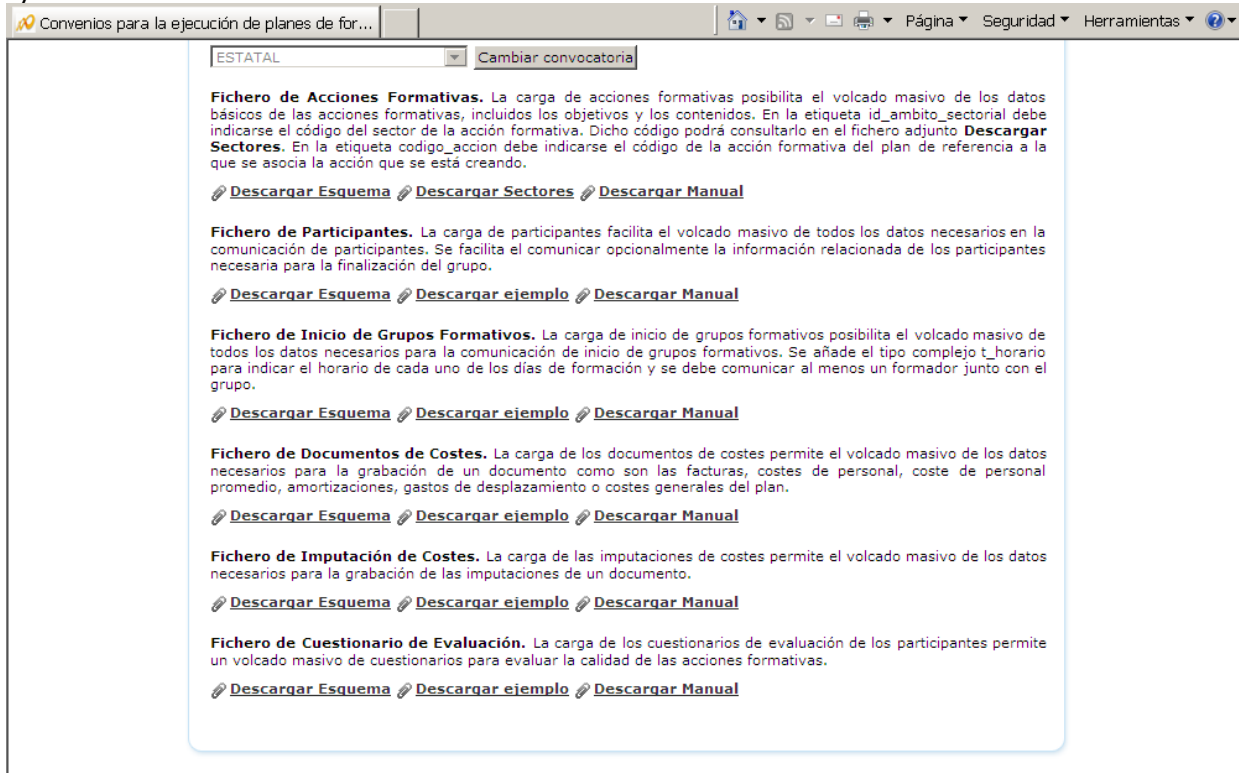 Convenios para la ejecución de planes de for...
Página Seguridad Herramientas
ESTATAL Cambiar convocatoria
Fichero de Acciones Formativas. La carga de acciones formativas posibilita el volcado masivo de los datos
básicos de las acciones formativas, incluidos los objetivos y los contenidos. En la etiqueta id_ambito_sectorial debe
indicarse el código del sector de la acción formativa. Dicho código podrá consultarlo en el fichero adjunto Descargar
Sectores. En la etiqueta codigo_accion debe indicarse el código de la acción formativa del plan de referencia a la
que se asocia la acción que se está creando.
Descargar Esquema Descargar Sectores Descargar Manual
Fichero de Participantes. La carga de participantes facilita el volcado masivo de todos los datos necesarios en la
comunicación de participantes. Se facilita el comunicar opcionalmente la información relacionada de los participantes
necesaria para la finalización del grupo.
Descargar Esquema Descargar ejemplo Descargar Manual
Fichero de Inicio de Grupos Formativos. La carga de inicio de grupos formativos posibilita el volcado masivo de
todos los datos necesarios para la comunicación de inicio de grupos formativos. Se añade el tipo complejo t_horario
para indicar el horario de cada uno de los días de formación y se debe comunicar al menos un formador junto con el
grupo.
Descargar Esquema Descargar ejemplo Descargar Manual
Fichero de Documentos de Costes. La carga de los documentos de costes permite el volcado masivo de los datos
necesarios para la grabación de un documento como son las facturas, costes de personal, coste de personal
promedio, amortizaciones, gastos de desplazamiento o costes generales del plan.
Descargar Esquema Descargar ejemplo Descargar Manual
Fichero de Imputación de Costes. La carga de las imputaciones de costes permite el volcado masivo de los datos
necesarios para la grabación de las imputaciones de un documento.
Descargar Esquema Descargar ejemplo Descargar Manual
Fichero de Cuestionario de Evaluación. La carga de los cuestionarios de evaluación de los participantes permite
un volcado masivo de cuestionarios para evaluar la calidad de las acciones formativas.
Descargar Esquema Descargar ejemplo Descargar Manual